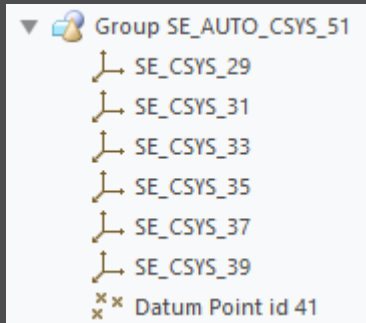 Group SE_AUTO_CSYS_51
SE_CSYS_29
SE_CSYS_31
SE_CSYS_33
SE_CSYS_35
SE_CSYS_37
SE_CSYS_39
Datum Point id 41